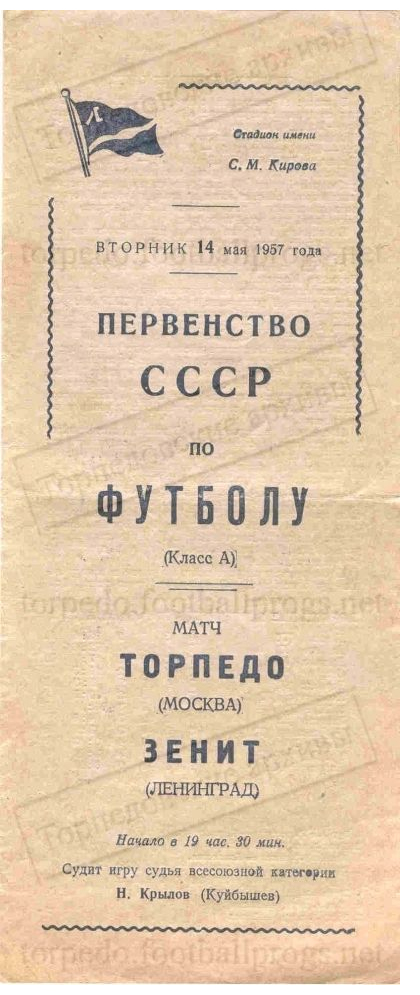 Л
Стадион имени
С. М. Кирова
ВТОРНИК 14 мая 1957 года
torpedo.footballprogs.net
ПЕРВЕНСТВО
СССР
ПО
ФУТБОЛУ
(Класс А)
torpedo.footballprogs.net
МАТЧ
ТОРПЕДО
(МОСКВА)
ЗЕНИТ
(ЛЕНИНГРАД)
Начало в 19 час. 30 мин.
Судит игру судья всесоюзной категории
Н. Крылов (Куйбышев)
torpedo.footballprogs.net